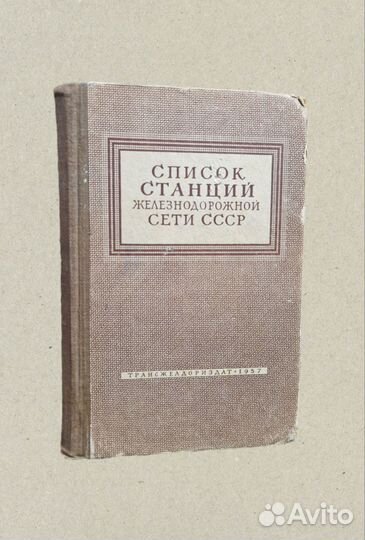 СПИСОК
СТАНЦИЙ
ЖЕЛЕЗНОДОРОЖНОЙ
СЕТИ СССР
ТРАНСЖЕЛДОРИЗДАТ • 1957
Avito